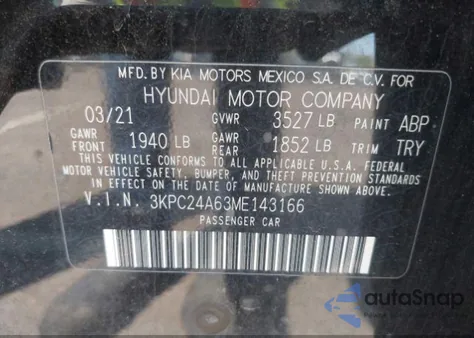 MFD. BY KIA MOTORS MEXICO S.A. DE C.V. FOR
HYUNDAI MOTOR COMPANY
03/21 GVWR 3527 LB PAINT ABP
GAWR FRONT 1940 LB GAWR REAR 1852 LB TRIM TRY
THIS VEHICLE CONFORMS TO ALL APPLICABLE U.S.A. FEDERAL
MOTOR VEHICLE SAFETY, BUMPER, AND THEFT PREVENTION
STANDARDS IN EFFECT ON THE DATE OF MANUFACTURE SHOWN ABOVE.
V.I.N. 3KPC24A63ME143166
PASSENGER CAR
autoSnap